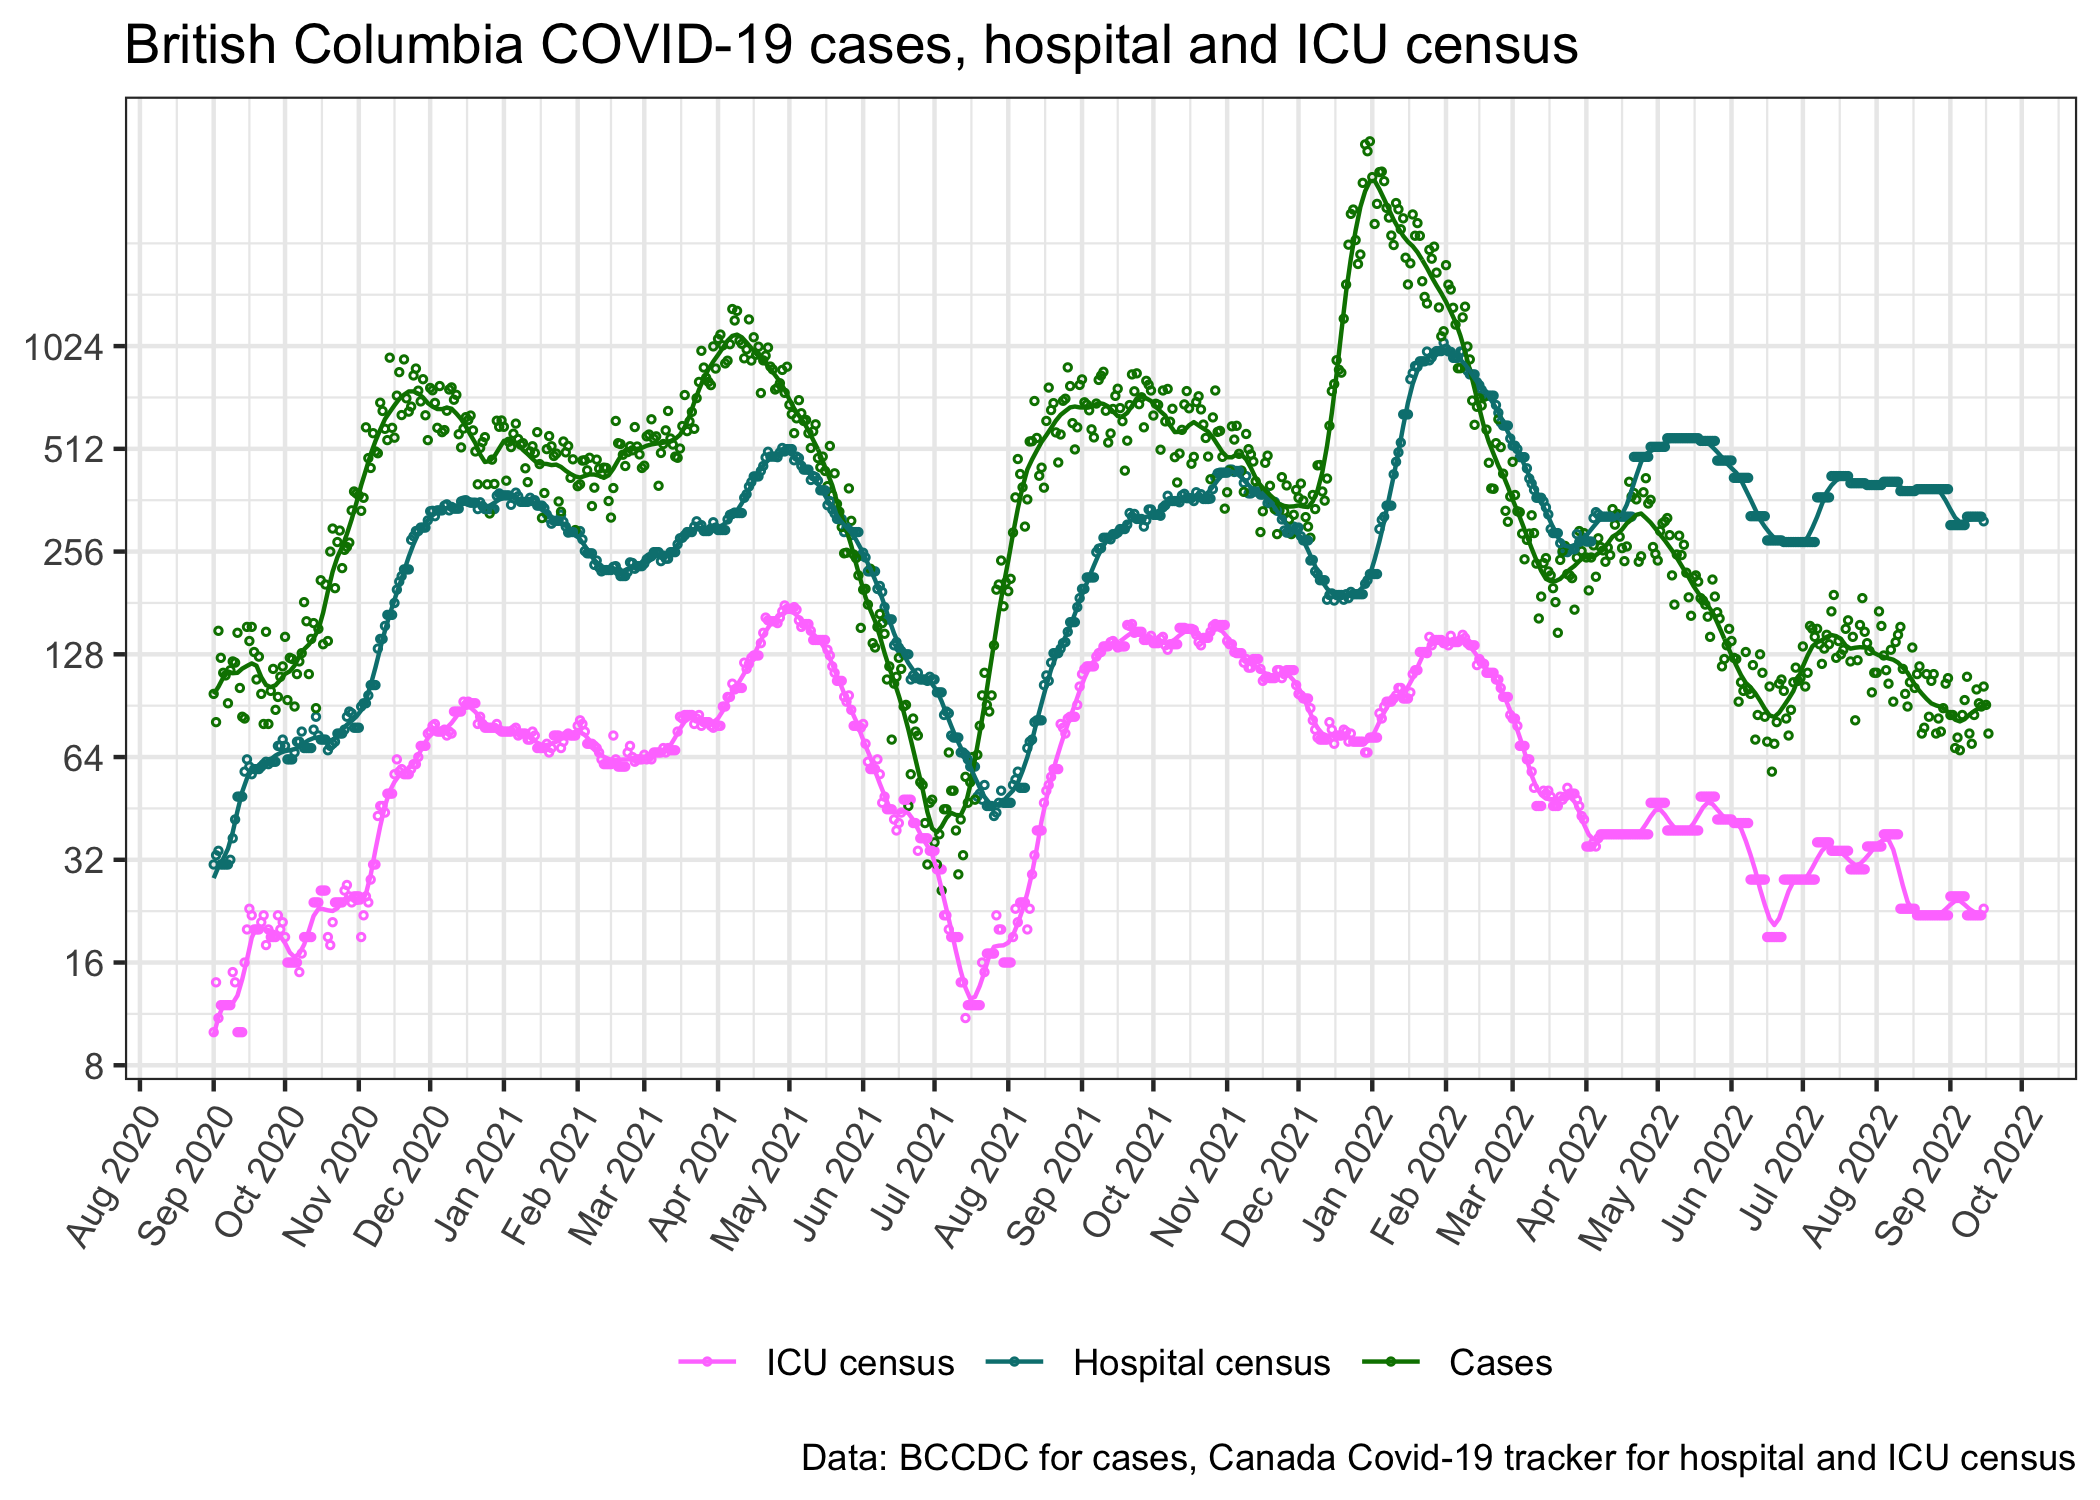 British Columbia COVID-19 cases, hospital and ICU census
1024
512
256
128
64
32
16
8
Aug 2020
Sep 2020
Oct 2020
Nov 2020
Dec 2020
Jan 2021
Feb 2021
Mar 2021
Apr 2021
May 2021
Jun 2021
Jul 2021
Aug 2021
Sep 2021
Oct 2021
Nov 2021
Dec 2021
Jan 2022
Feb 2022
Mar 2022
Apr 2022
May 2022
Jun 2022
Jul 2022
Aug 2022
Sep 2022
Oct 2022
ICU census Hospital census Cases
Data: BCCDC for cases, Canada Covid-19 tracker for hospital and ICU census